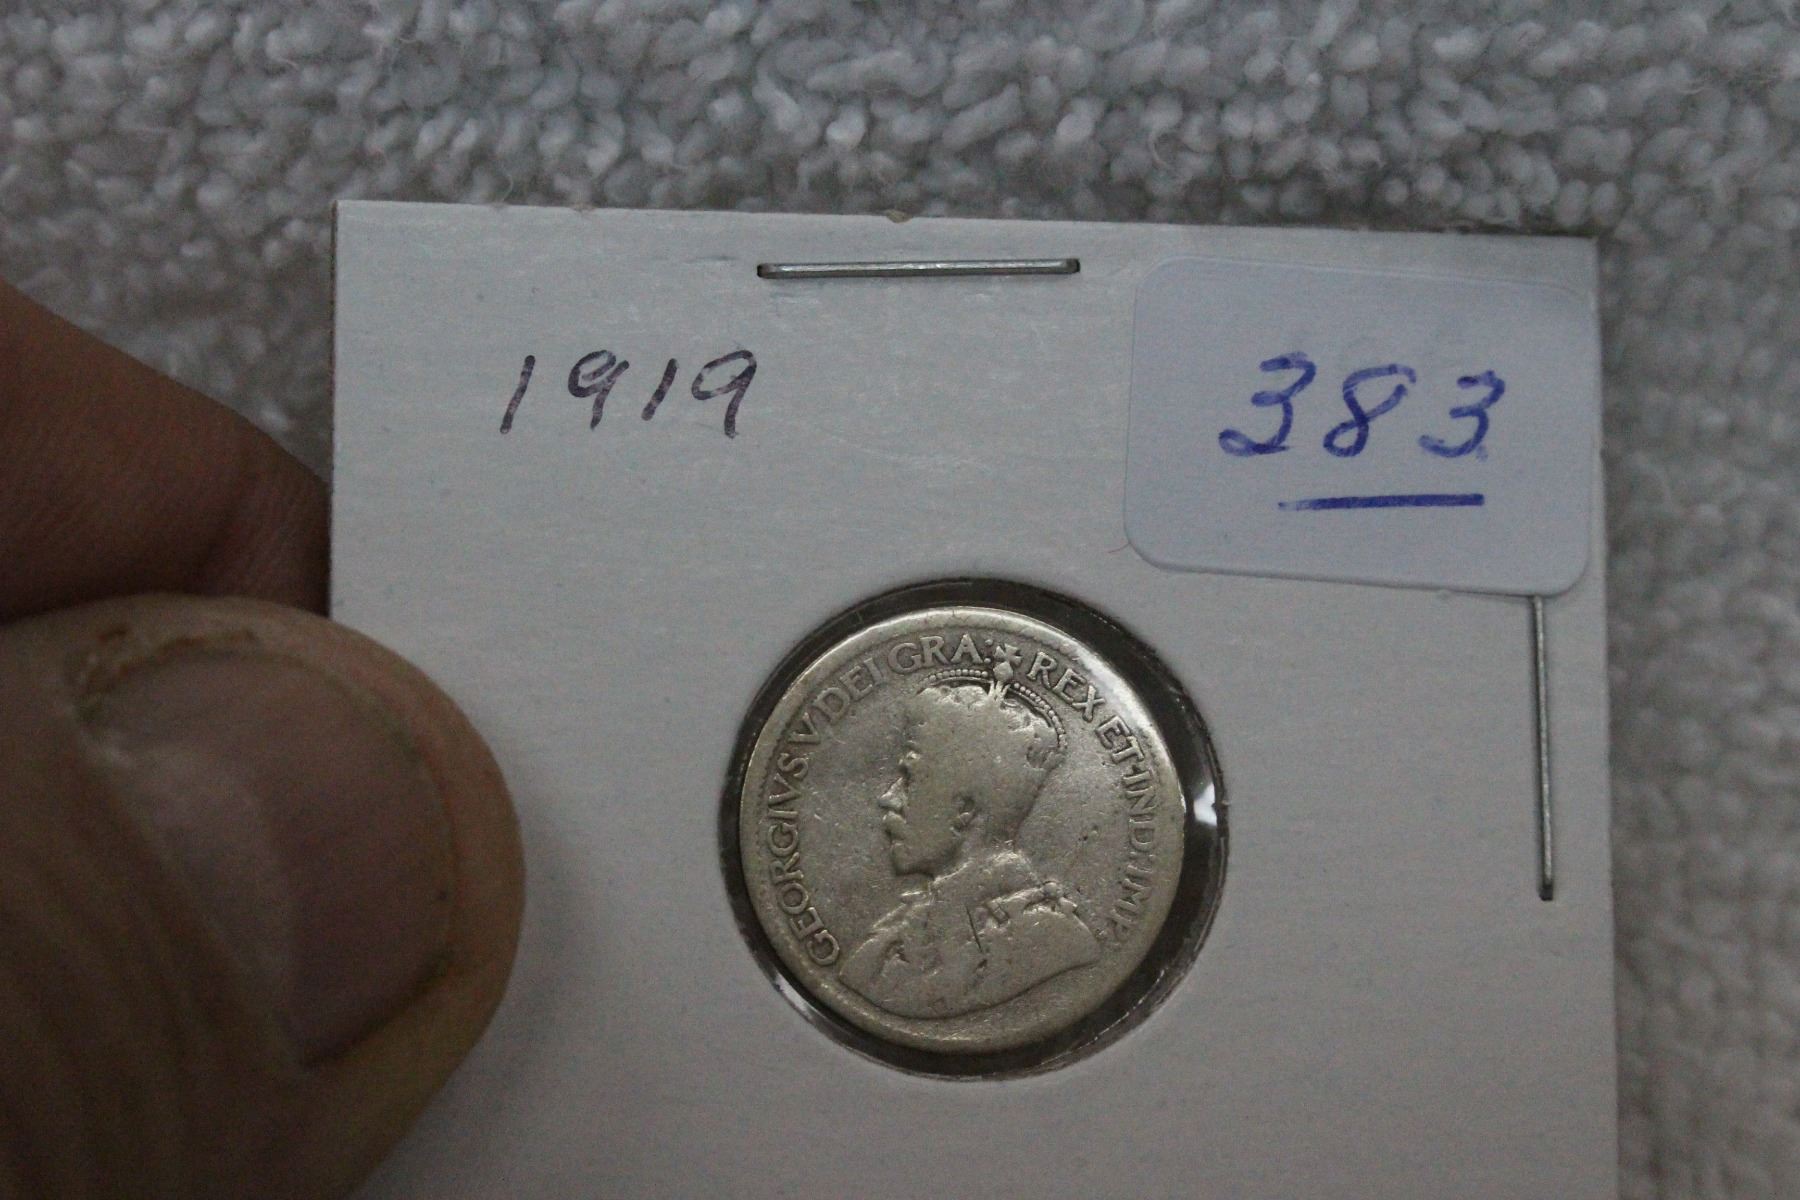 1919
383
GEORGIVS V DEI GRA: REX ET IND: IMP: